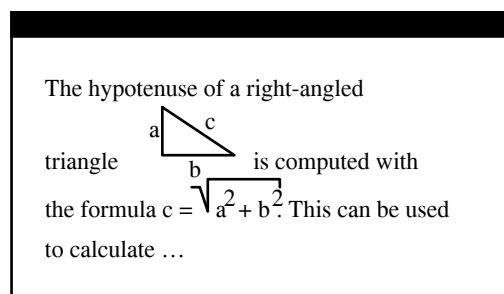 The hypotenuse of a right-angled
a c
triangle is computed with
b
the formula c = √a² + b². This can be used
to calculate …